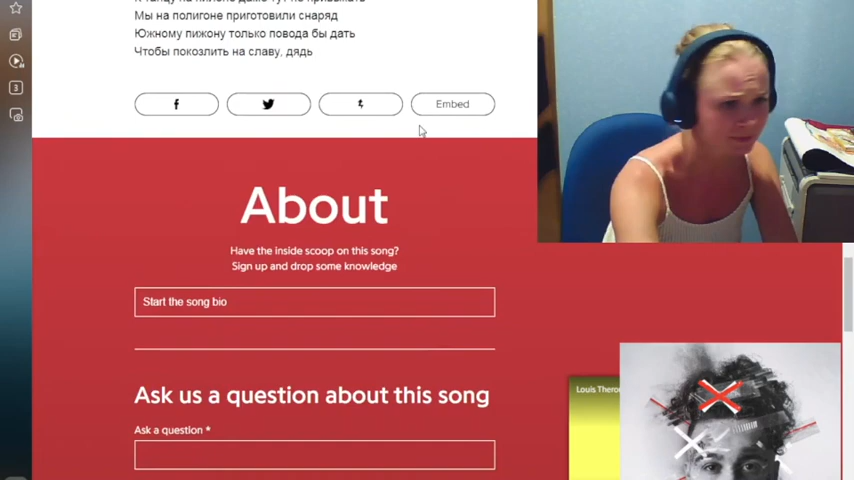 Мы на полигоне приготовили снаряд
Южному пижону только повода бы дать
Чтобы покозлить на славу, дядь
Embed
About
Have the inside scoop on this song?
Sign up and drop some knowledge
Start the song bio
Ask us a question about this song
Ask a question *
Louis Thero
3